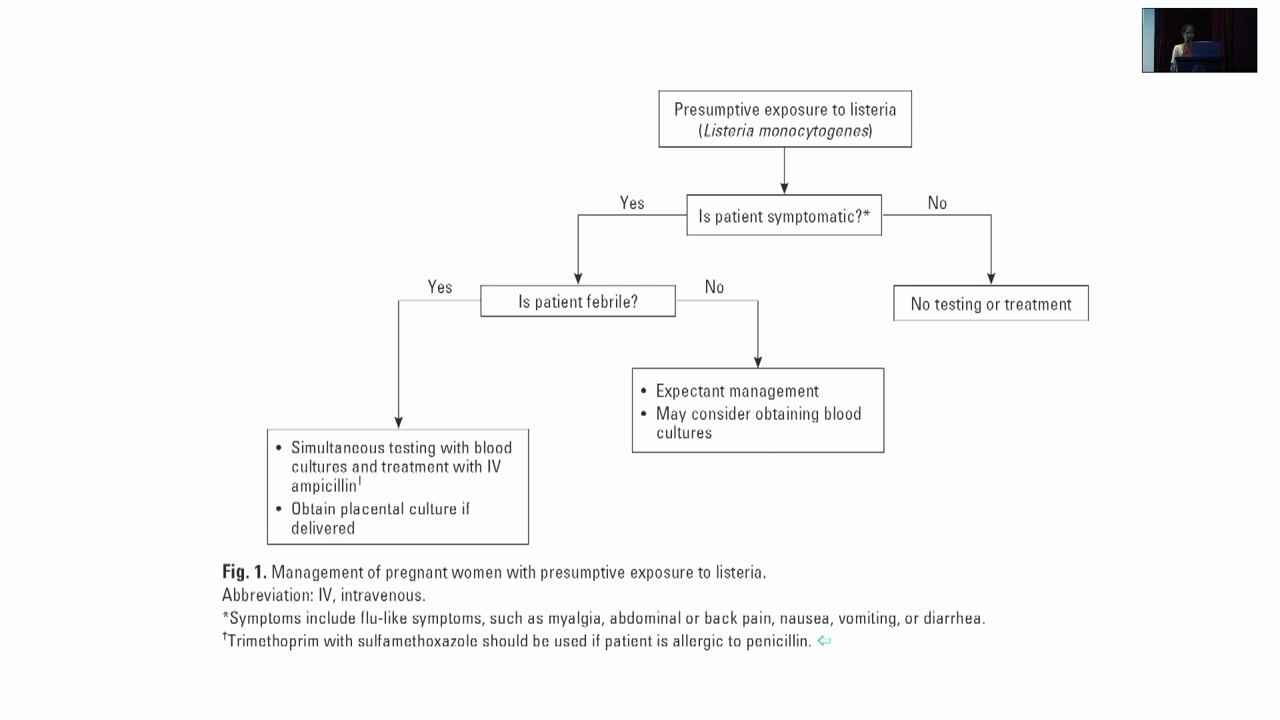 Presumptive exposure to listeria
(Listeria monocytogenes)
Yes
Is patient symptomatic?*
No
Yes
Is patient febrile?
No
No testing or treatment
• Expectant management
• May consider obtaining blood
cultures
• Simultaneous testing with blood
cultures and treatment with IV
ampicillin†
• Obtain placental culture if
delivered
Fig. 1. Management of pregnant women with presumptive exposure to listeria.
Abbreviation: IV, intravenous.
*Symptoms include flu-like symptoms, such as myalgia, abdominal or back pain, nausea, vomiting, or diarrhea.
†Trimethoprim with sulfamethoxazole should be used if patient is allergic to penicillin. ⇦